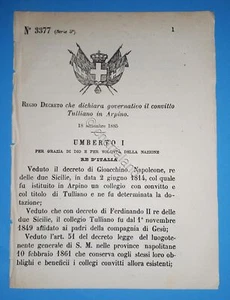 N° 3377 (Serie 3ª)
1
REGIO DECRETO che dichiara governativo il convitto
Tulliano in Arpino.
19 settembre 1885
UMBERTO I
PER GRAZIA DI DIO E PER VOLONTÀ DELLA NAZIONE
RE D'ITALIA
Veduto il decreto di Gioacchino Napoleone, re
delle due Sicilie, in data 2 giugno 1814, col quale
fu istituito in Arpino un collegio con convitto e
col titolo di Tulliano e ne fu determinata la do-
tazione;
Veduto che con decreto di Ferdinando II re delle
due Sicilie, il collegio Tulliano fu dal 1° novembre
1849 affidato ai padri della compagnia di Gesù;
Veduto l'art. 51 del decreto legge del luogote-
nente generale di S. M. nelle provincie napolitane
10 febbraio 1861 che conserva cogli stessi loro ob-
blighi e benefici i collegi convitti allora esistenti;